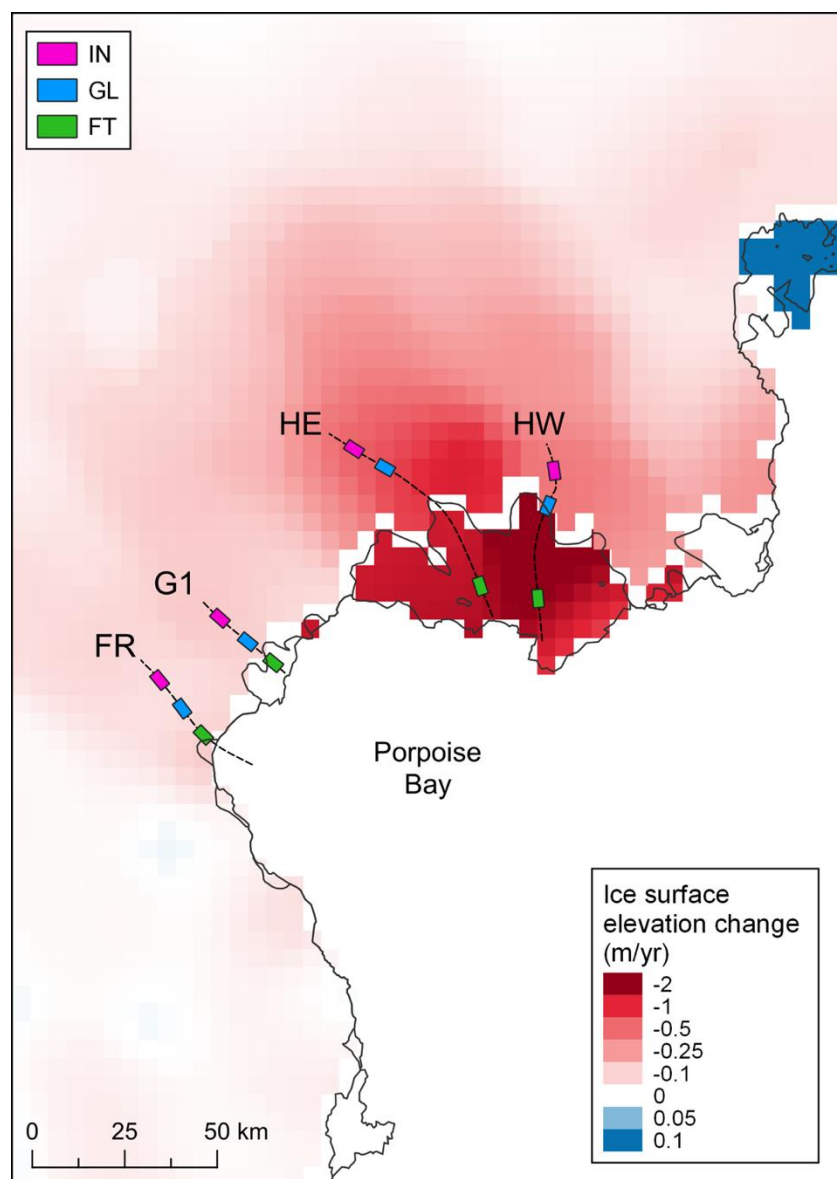 IN
GL
FT
HE
HW
G1
FR
Porpoise
Bay
Ice surface
elevation change
(m/yr)
-2
-1
-0.5
-0.25
-0.1
0
0.05
0.1
0 25 50 km